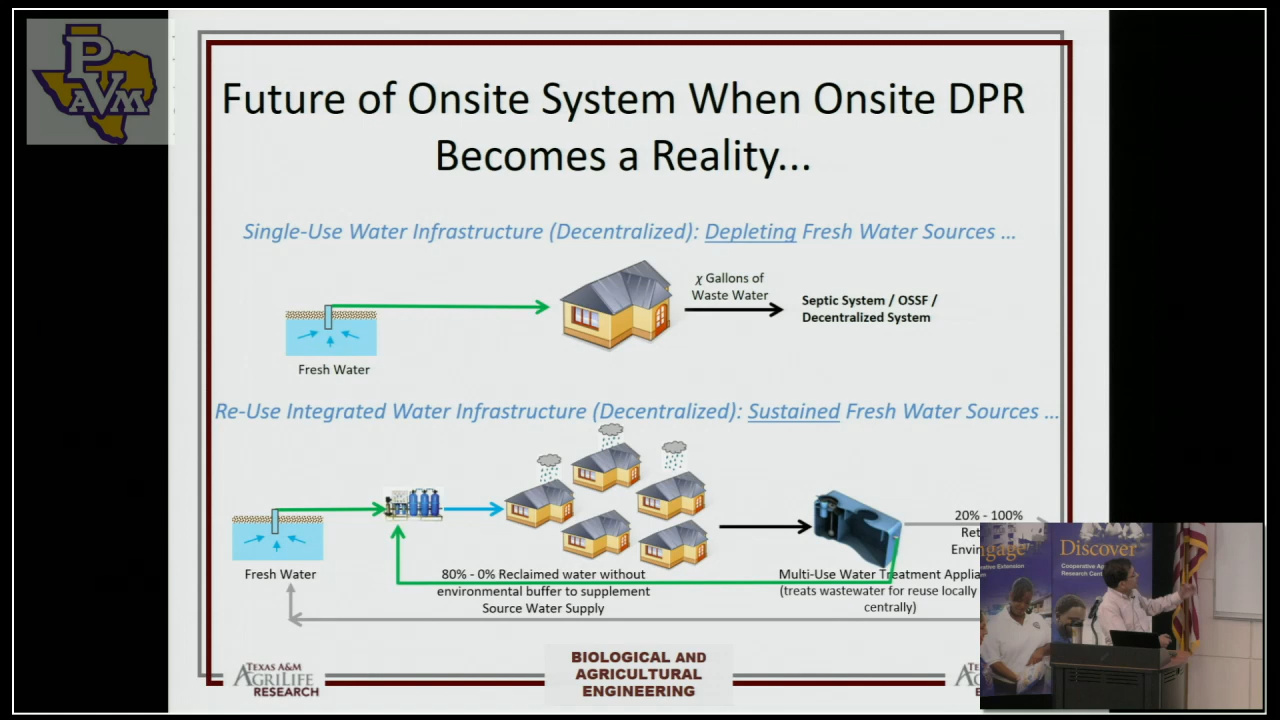 PVAMU
Future of Onsite System When Onsite DPR
Becomes a Reality...
Single-Use Water Infrastructure (Decentralized): Depleting Fresh Water Sources ...
χ Gallons of
Waste Water
Septic System / OSSF /
Decentralized System
Fresh Water
Re-Use Integrated Water Infrastructure (Decentralized): Sustained Fresh Water Sources ...
20% - 100%
Fresh Water
80% - 0% Reclaimed water without
environmental buffer to supplement
Source Water Supply
Multi-Use Water Treatment
(treats wastewater for reuse locally
centrally)
Discover
Research
TEXAS A&M
AGRILIFE
RESEARCH
BIOLOGICAL AND
AGRICULTURAL
ENGINEERING